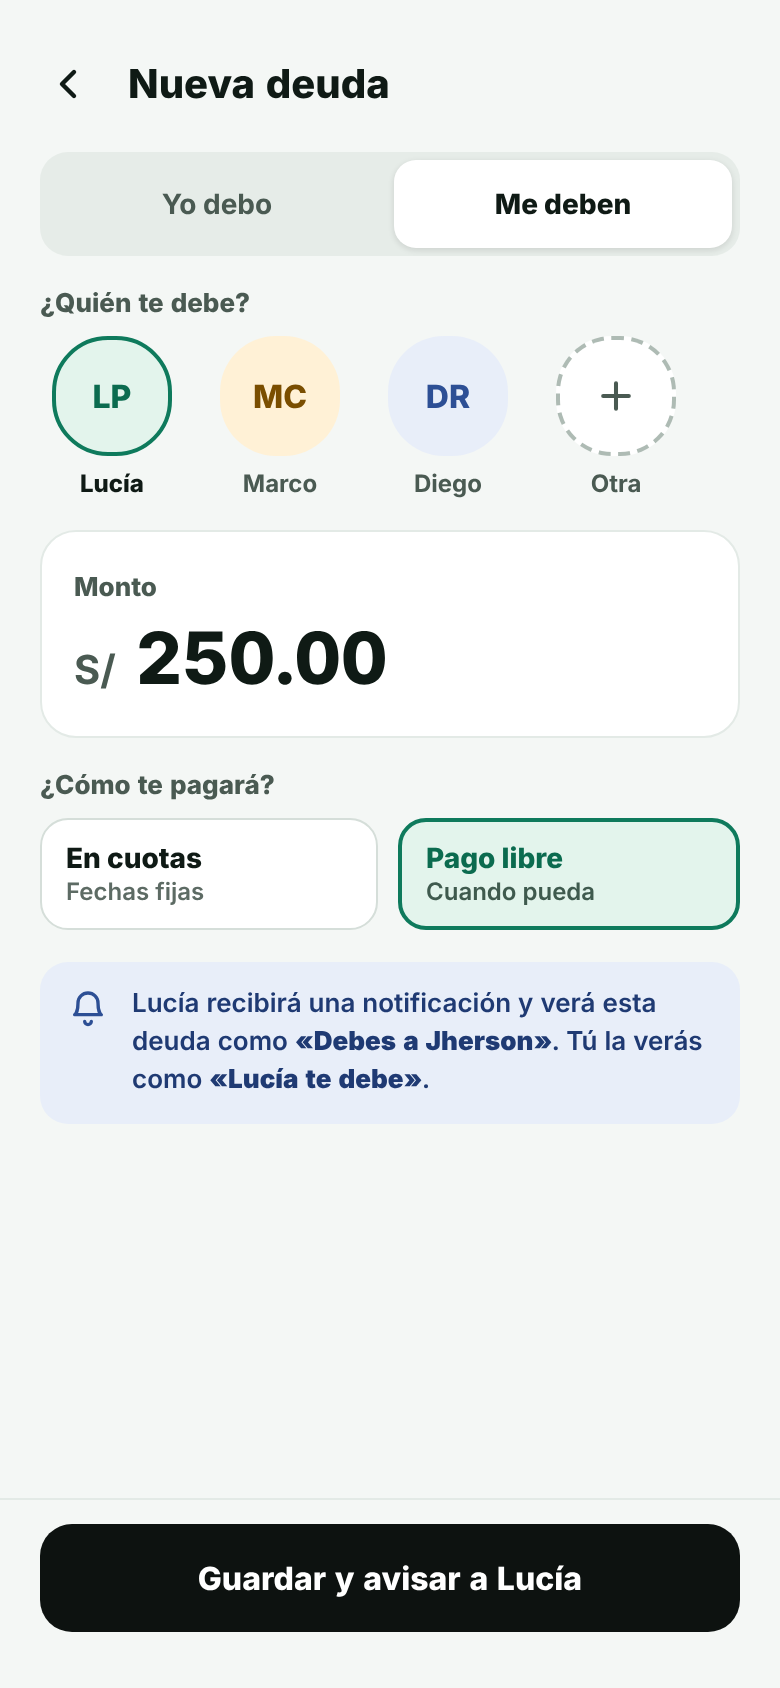 Nueva deuda
Yo debo
Me deben
¿Quién te debe?
LP
MC
DR
Lucía
Marco
Diego
Otra
Monto
S/ 250.00
¿Cómo te pagará?
En cuotas
Fechas fijas
Pago libre
Cuando pueda
Lucía recibirá una notificación y verá esta
deuda como «Debes a Jherson». Tú la verás
como «Lucía te debe».
Guardar y avisar a Lucía